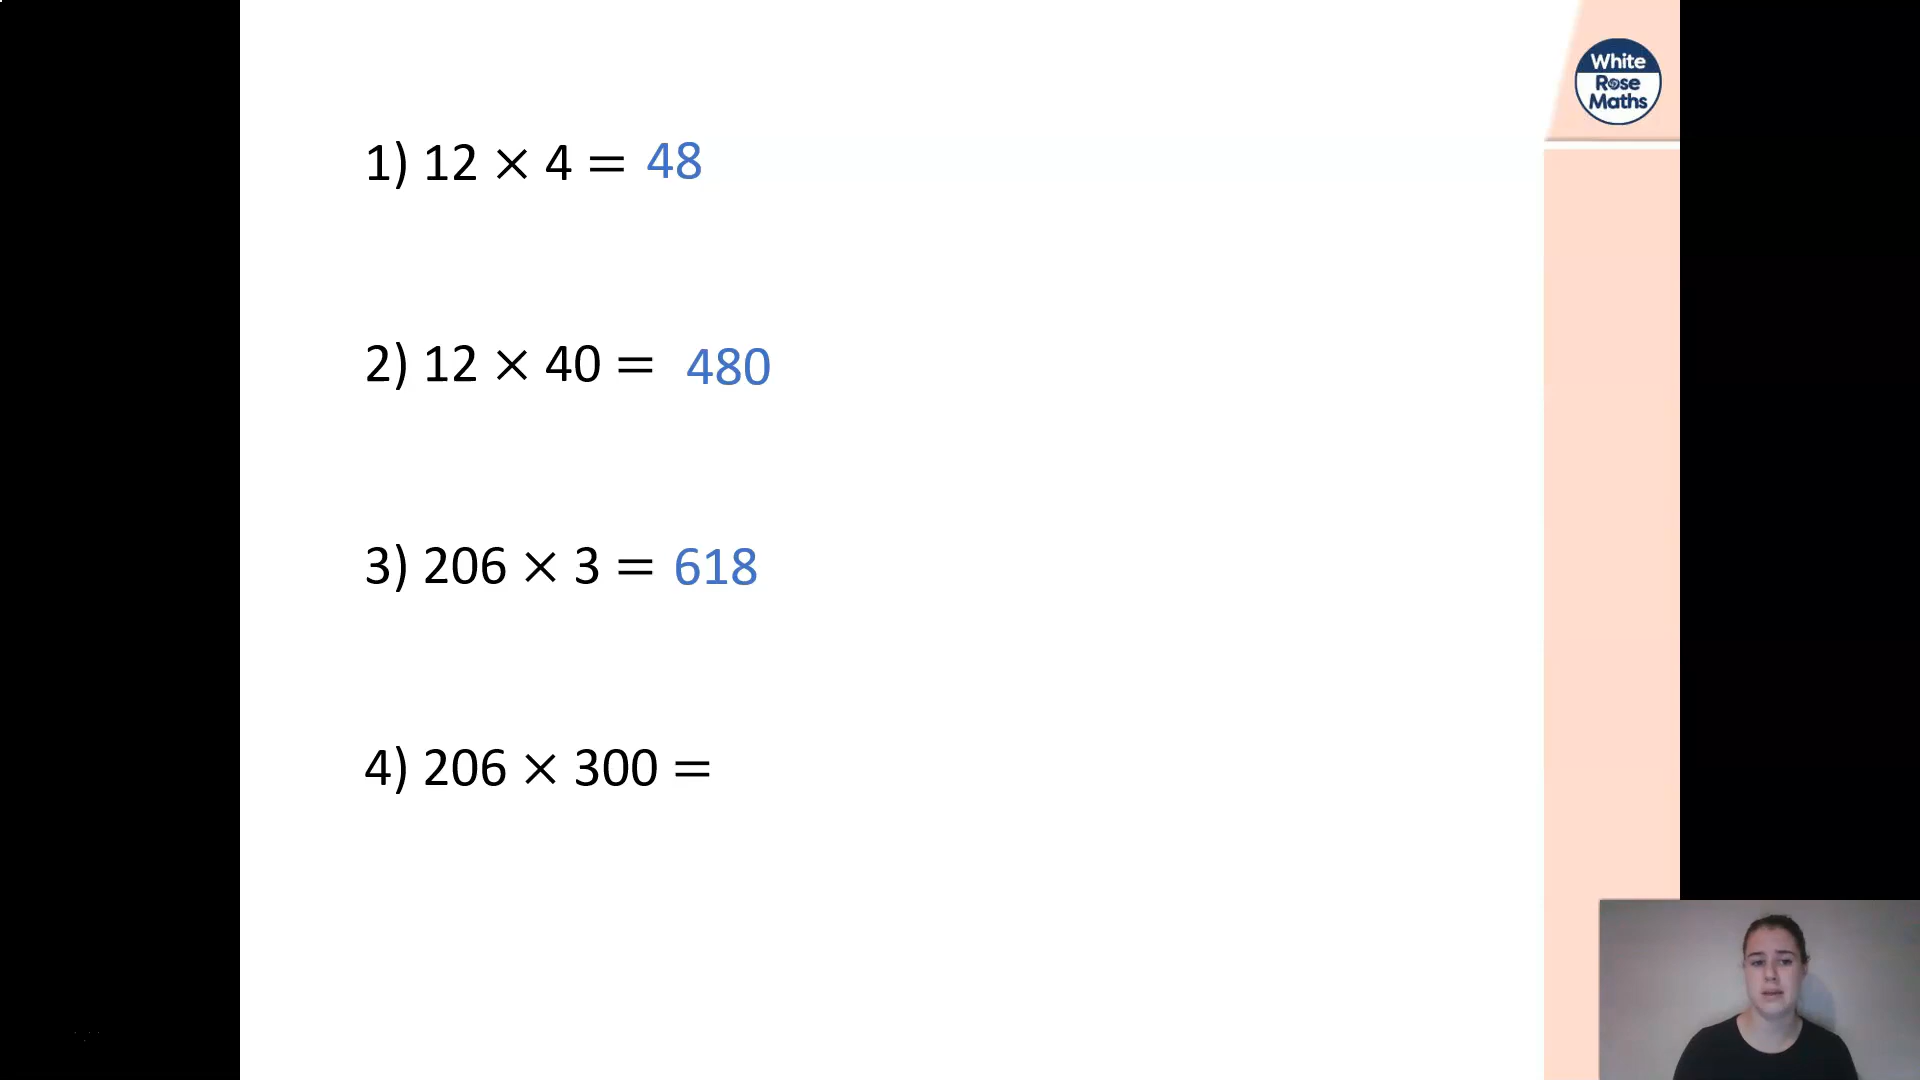 White
Rose
Maths
1) 12 × 4 = 48
2) 12 × 40 = 480
3) 206 × 3 = 618
4) 206 × 300 =